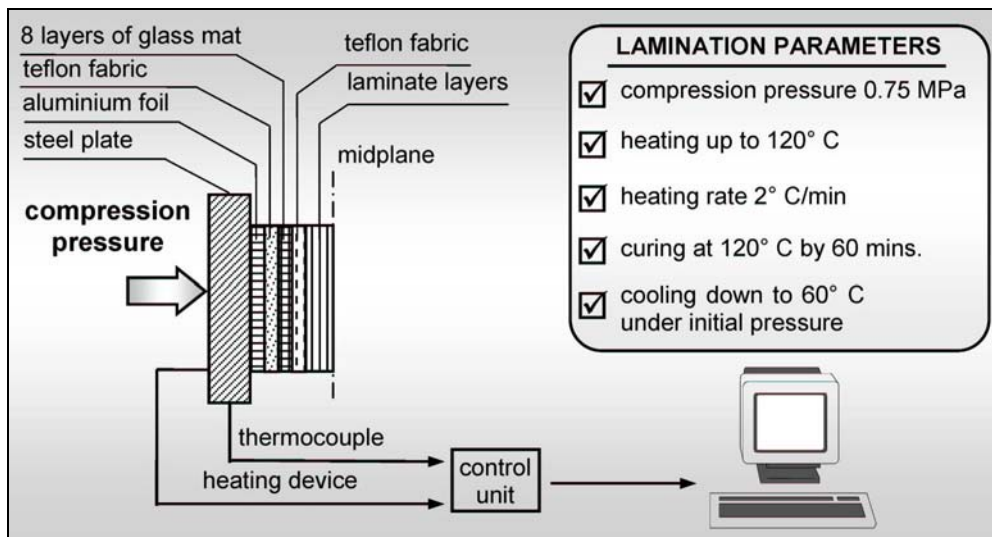 8 layers of glass mat
teflon fabric
aluminium foil
steel plate
teflon fabric
laminate layers
midplane
compression
pressure
thermocouple
heating device
control
unit
LAMINATION PARAMETERS
compression pressure 0.75 MPa
heating up to 120° C
heating rate 2° C/min
curing at 120° C by 60 mins.
cooling down to 60° C
under initial pressure